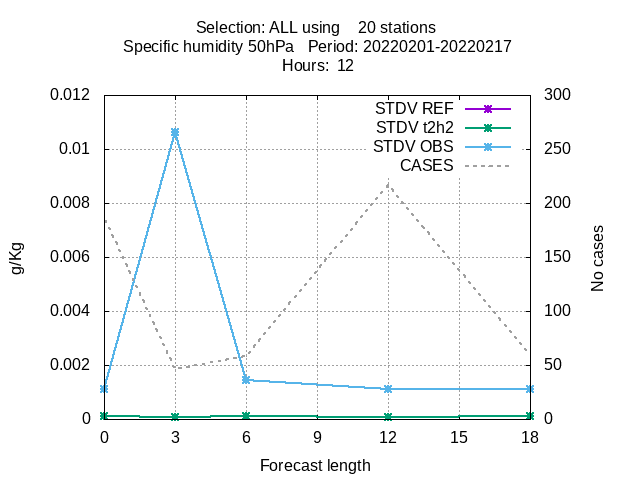 Selection: ALL using    20 stations
Specific humidity 50hPa   Period: 20220201-20220217
Hours:  12
0.012
0.01
0.008
0.006
0.004
0.002
0
g/Kg
STDV REF
STDV t2h2
STDV OBS
CASES
300
250
200
150
100
50
0
No cases
0 3 6 9 12 15 18
Forecast length